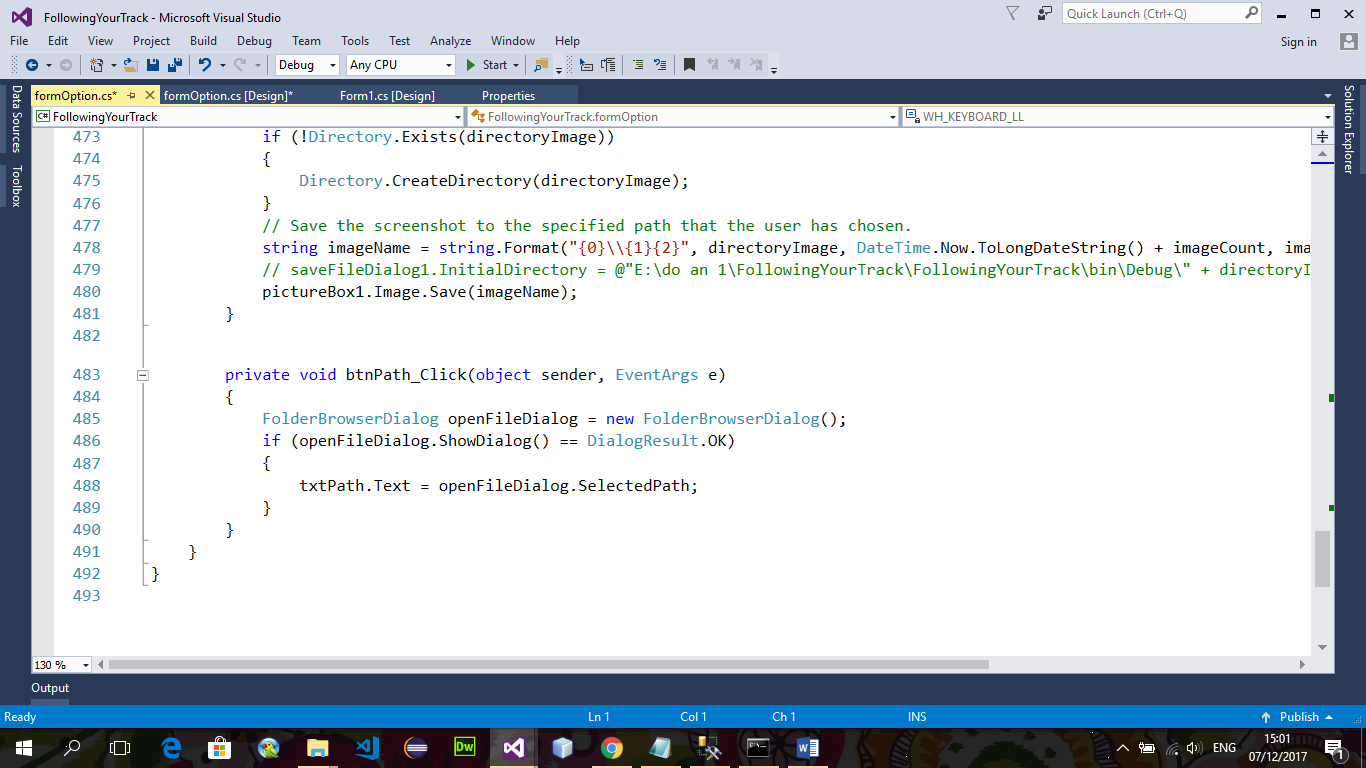 FollowingYourTrack - Microsoft Visual Studio
Quick Launch (Ctrl+Q)
File Edit View Project Build Debug Team Tools Test Analyze Window Help
Sign in
Debug Any CPU Start
Data Sources
Toolbox
Solution Explorer
formOption.cs* formOption.cs [Design]* Form1.cs [Design] Properties
C# FollowingYourTrack FollowingYourTrack.formOption WH_KEYBOARD_LL
473 if (!Directory.Exists(directoryImage))
474 {
475 Directory.CreateDirectory(directoryImage);
476 }
477 // Save the screenshot to the specified path that the user has chosen.
478 string imageName = string.Format("{0}\\{1}{2}", directoryImage, DateTime.Now.ToLongDateString() + imageCount, ima
479 // saveFileDialog1.InitialDirectory = @"E:\do an 1\FollowingYourTrack\FollowingYourTrack\bin\Debug\" + directoryI
480 pictureBox1.Image.Save(imageName);
481 }
482
483 private void btnPath_Click(object sender, EventArgs e)
484 {
485 FolderBrowserDialog openFileDialog = new FolderBrowserDialog();
486 if (openFileDialog.ShowDialog() == DialogResult.OK)
487 {
488 txtPath.Text = openFileDialog.SelectedPath;
489 }
490 }
491 }
492 }
493
130 %
Output
Ready Ln 1 Col 1 Ch 1 INS Publish
Dw
ENG
15:01
07/12/2017
1